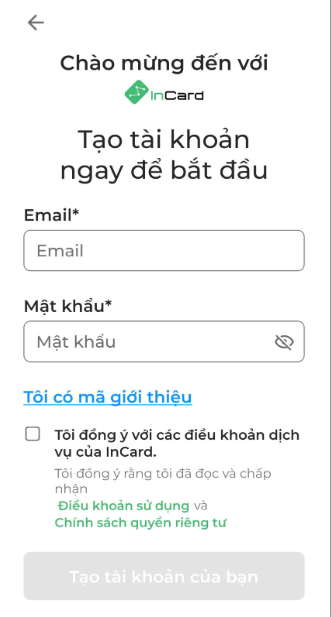 Chào mừng đến với
InCard
Tạo tài khoản
ngay để bắt đầu
Email*
Email
Mật khẩu*
Mật khẩu
Tôi có mã giới thiệu
Tôi đồng ý với các điều khoản dịch
vụ của InCard.
Tôi đồng ý rằng tôi đã đọc và chấp
nhận
Điều khoản sử dụng và
Chính sách quyền riêng tư
Tạo tài khoản của bạn